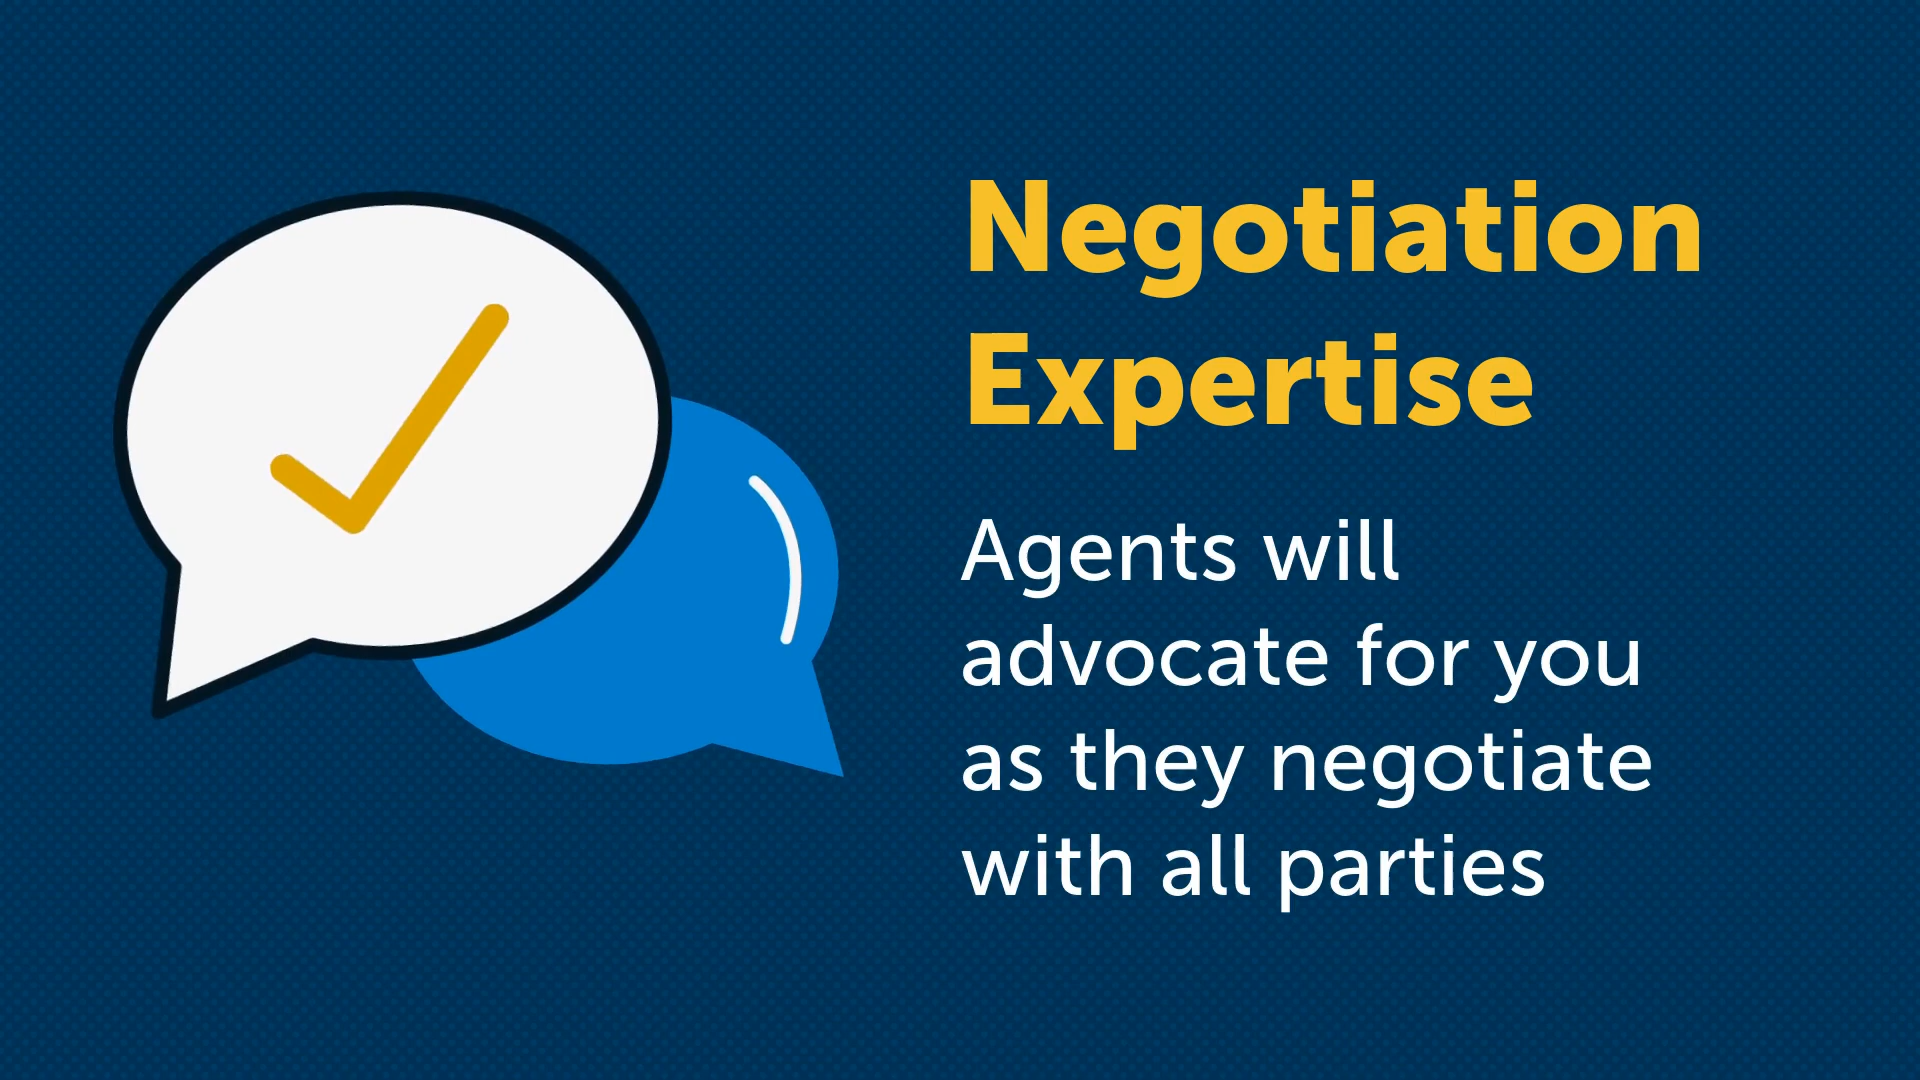 Negotiation
Expertise
Agents will
advocate for you
as they negotiate
with all parties